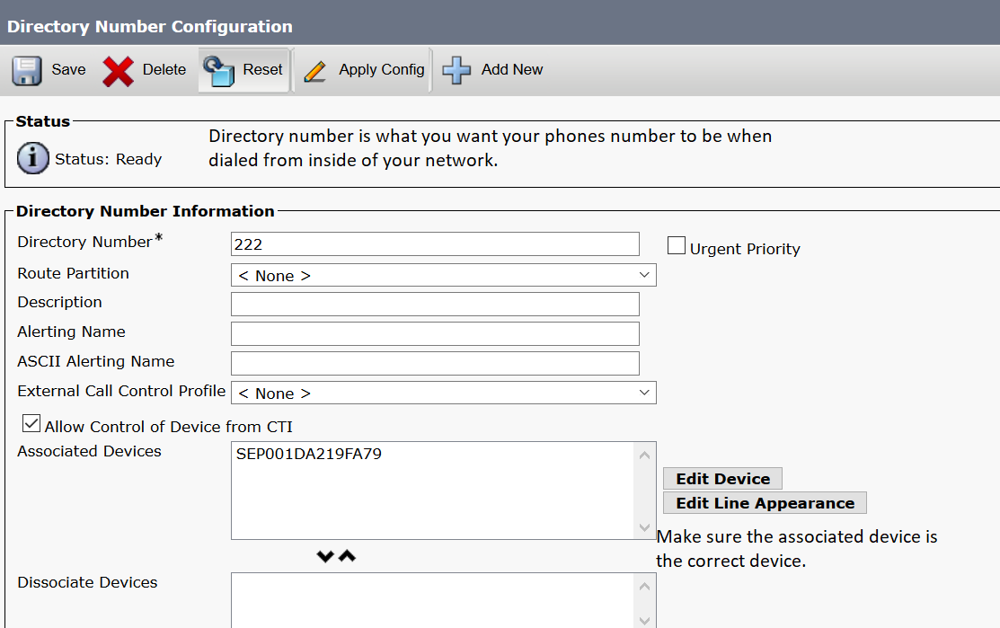 Directory Number Configuration
Save Delete Reset Apply Config Add New
Status
Status: Ready
Directory number is what you want your phones number to be when
dialed from inside of your network.
Directory Number Information
Directory Number* 222 Urgent Priority
Route Partition < None >
Description
Alerting Name
ASCII Alerting Name
External Call Control Profile < None >
Allow Control of Device from CTI
Associated Devices SEP001DA219FA79
Edit Device
Edit Line Appearance
Make sure the associated device is
the correct device.
Dissociate Devices